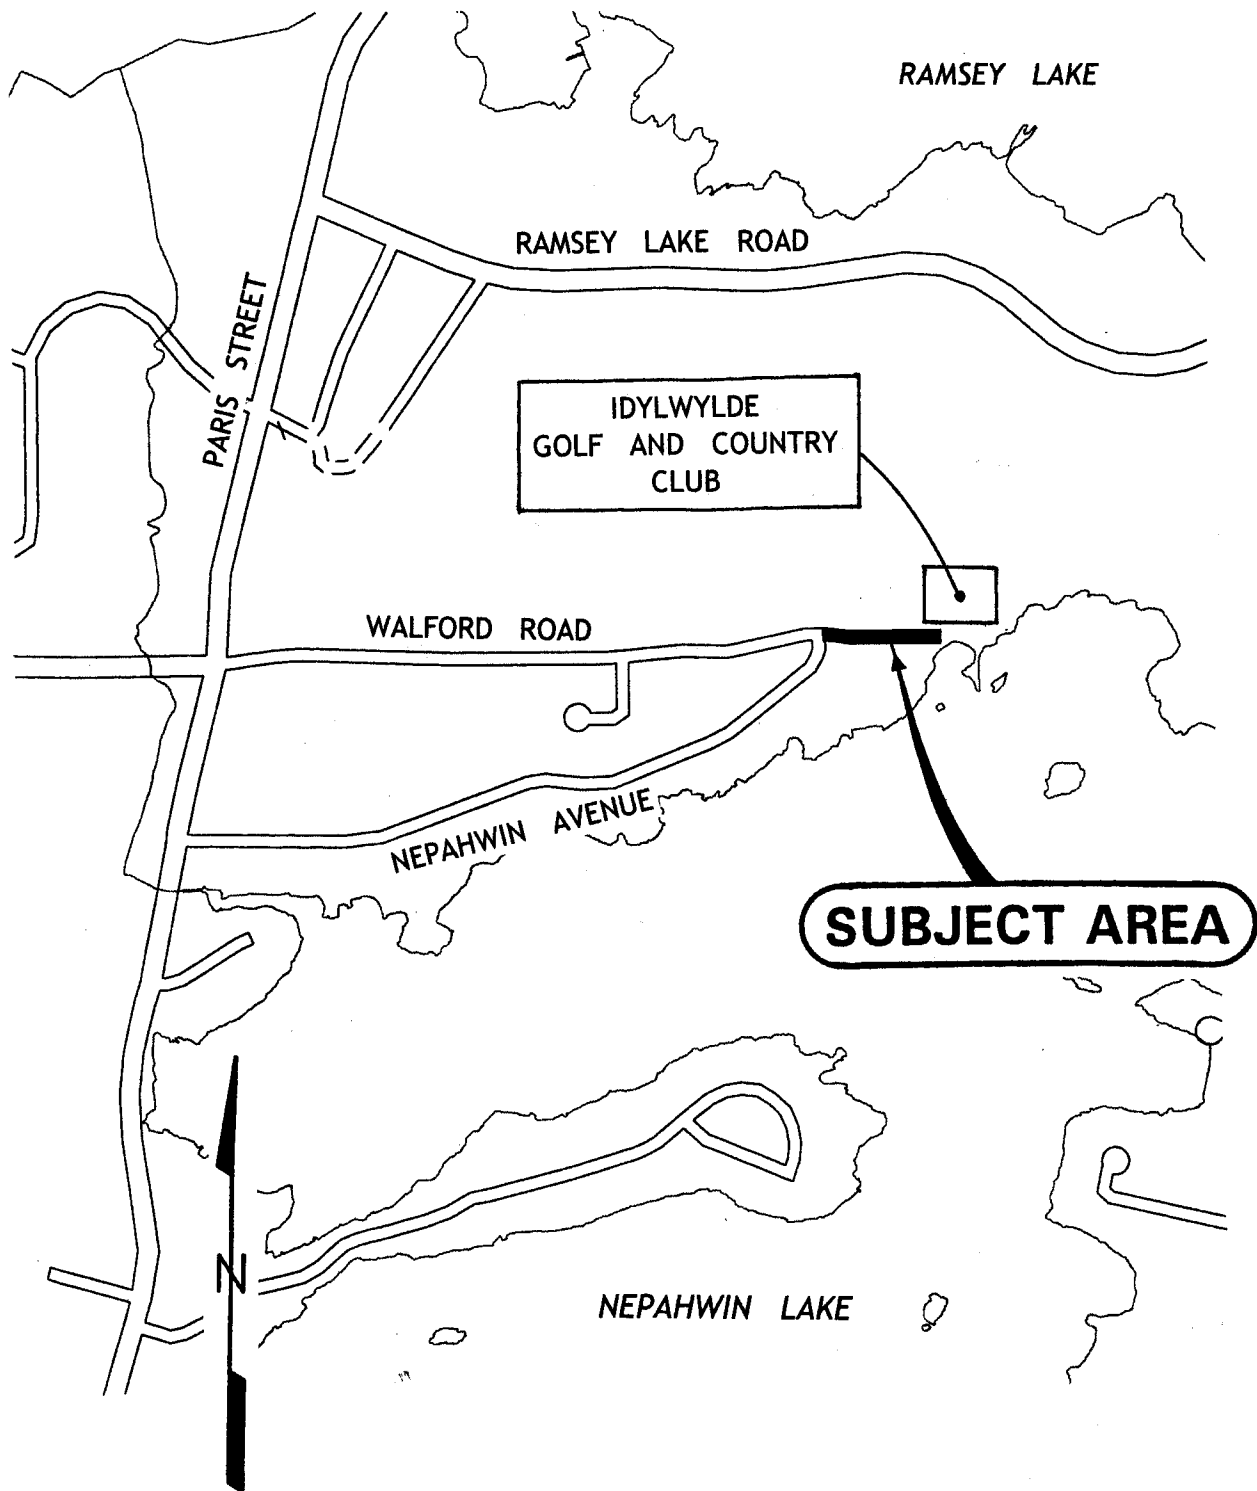 RAMSEY LAKE
RAMSEY LAKE ROAD
PARIS STREET
IDYLWYLDE
GOLF AND COUNTRY
CLUB
WALFORD ROAD
NEPAHWIN AVENUE
SUBJECT AREA
N
NEPAHWIN LAKE